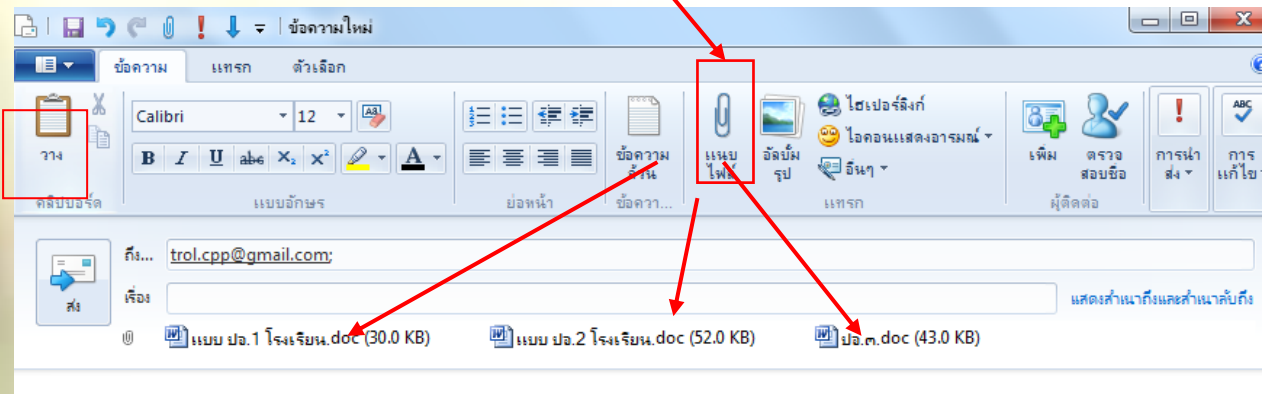 ข้อความใหม่
ข้อความ แทรก ตัวเลือก
วาง
คลิปบอร์ด
Calibri 12
B I U abc X₂ X² A
แบบอักษร
ย่อหน้า
ข้อความ
ล้วน
ข้อควา...
แนบ
ไฟล์
อัลบั้ม
รูป
ไฮเปอร์ลิงก์
ไอคอนแสดงอารมณ์
อื่นๆ
แทรก
เพิ่ม
ตรวจ
สอบชื่อ
ผู้ติดต่อ
การนำ
ส่ง
ABC
การ
แก้ไข
ส่ง
ถึง... trol.cpp@gmail.com;
เรื่อง แสดงสำเนาถึงและสำเนาลับถึง
แบบ ปอ.1 โรงเรียน.doc (30.0 KB) แบบ ปอ.2 โรงเรียน.doc (52.0 KB) ปอ.๓.doc (43.0 KB)